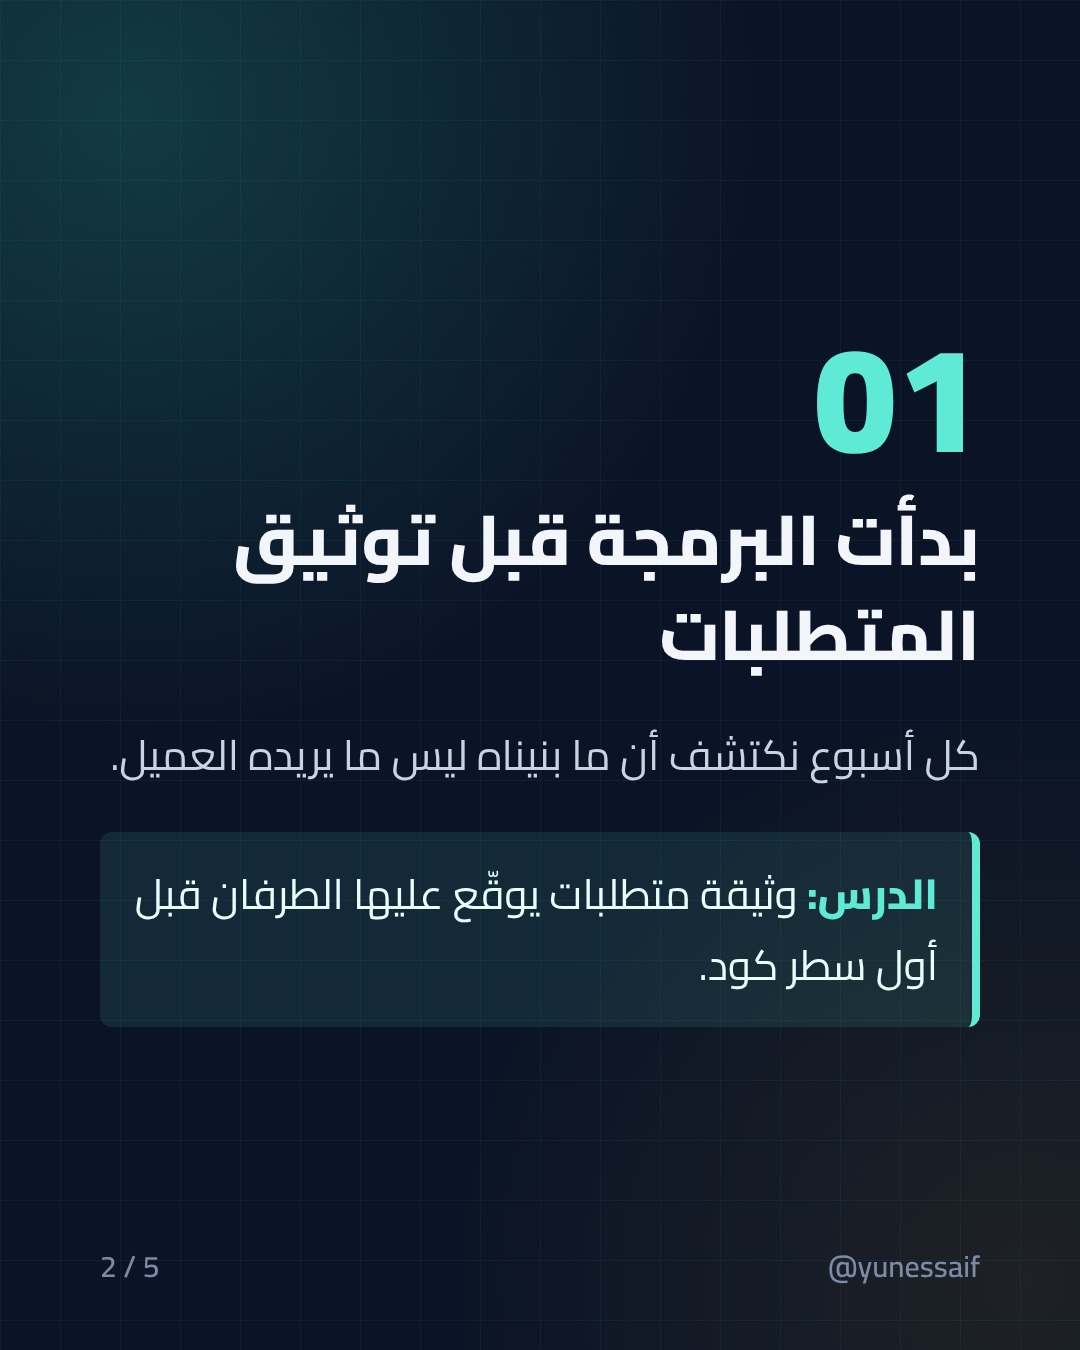 01
بدأت البرمجة قبل توثيق
المتطلبات
كل أسبوع نكتشف أن ما بنيناه ليس ما يريده العميل.
الدرس: وثيقة متطلبات يوقّع عليها الطرفان قبل
أول سطر كود.
@yunessaif
2 / 5